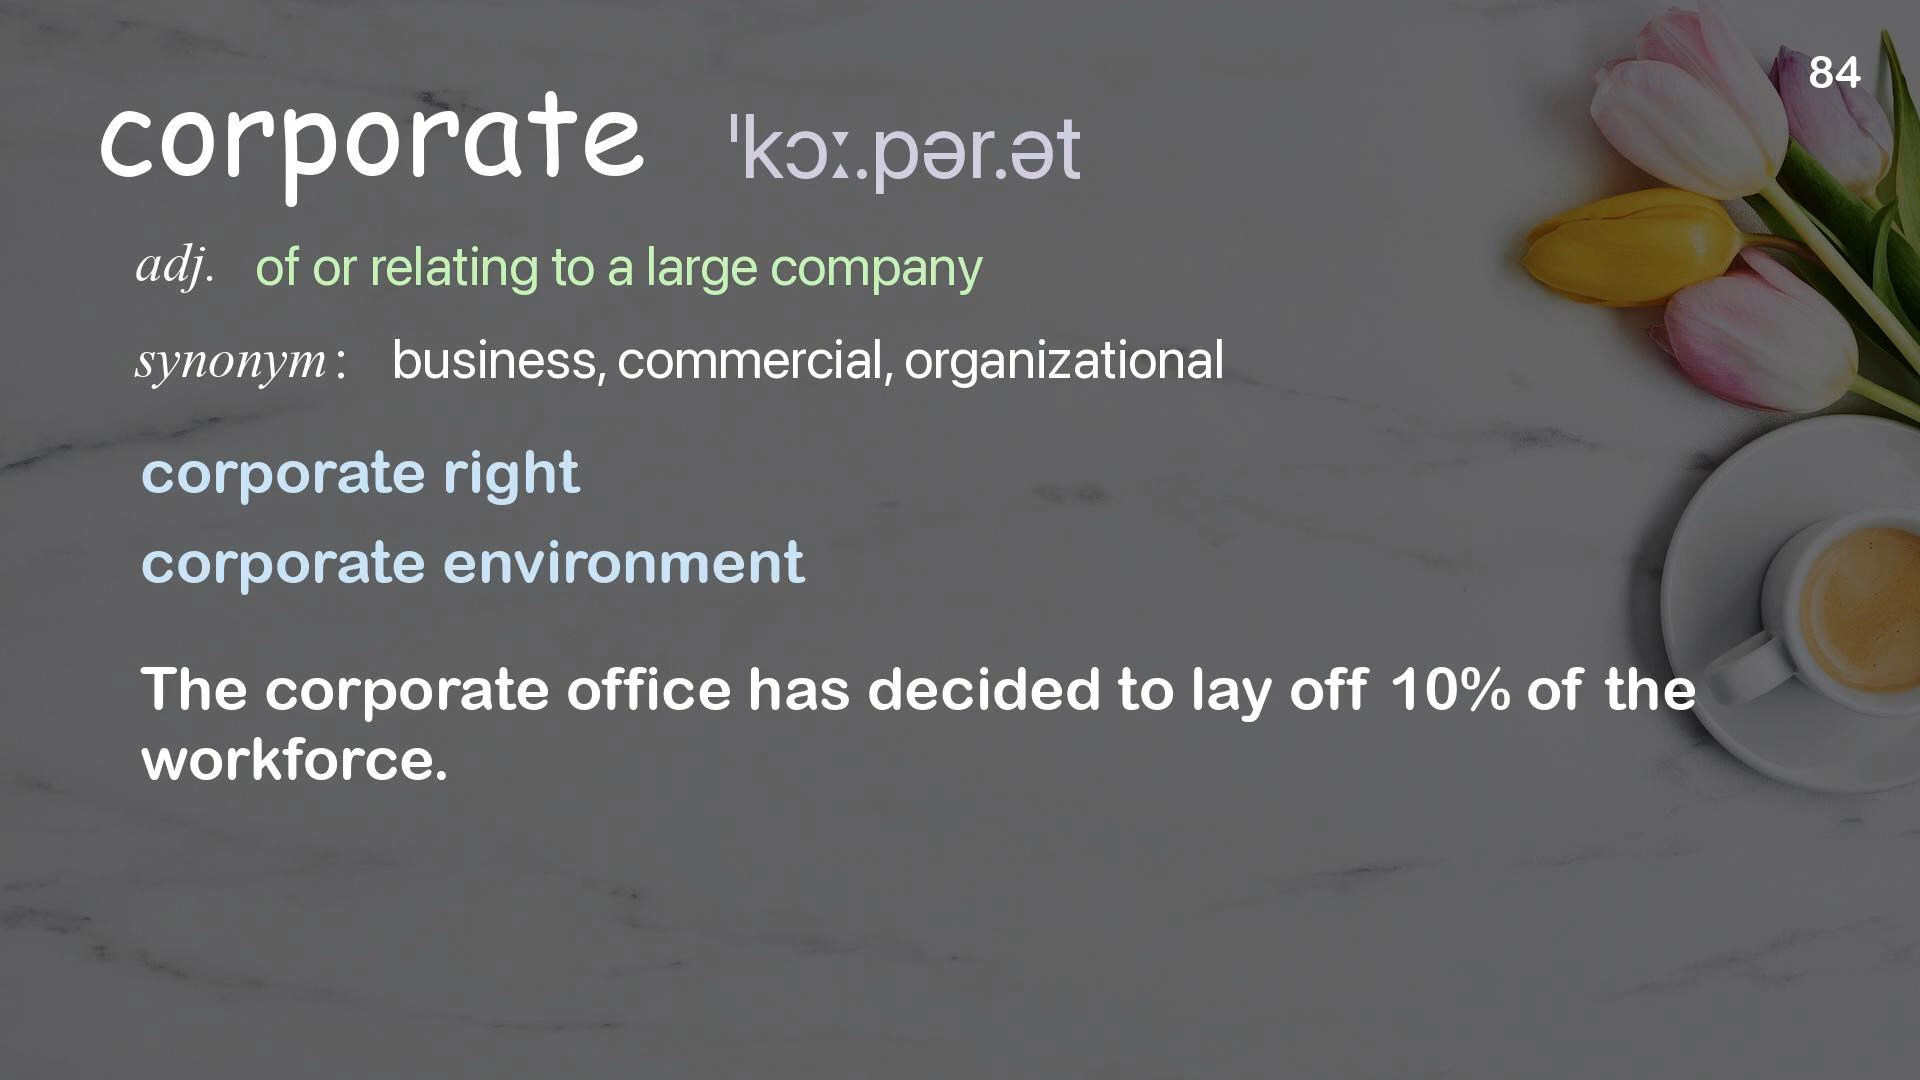 84
corporate ˈkɔː.pər.ət
adj. of or relating to a large company
synonym: business, commercial, organizational
corporate right
corporate environment
The corporate office has decided to lay off 10% of the
workforce.